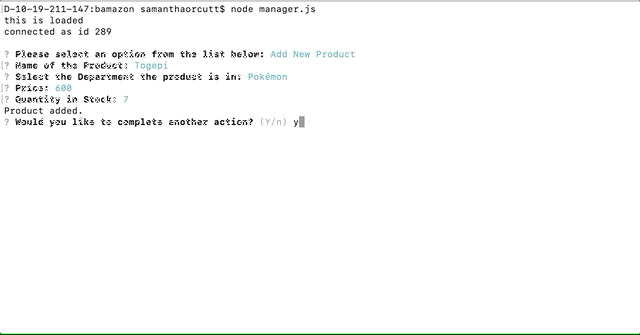 D-10-19-211-147:bamazon samanthaorcutt$ node manager.js
this is loaded
connected as id 289
? Please select an option from the list below: Add New Product
[? Name of the Product: Togepi
? Select the Department the product is in: Pokémon
[? Price: 600
[? Quantity in Stock: 7
Product added.
? Would you like to complete another action? (Y/n) y